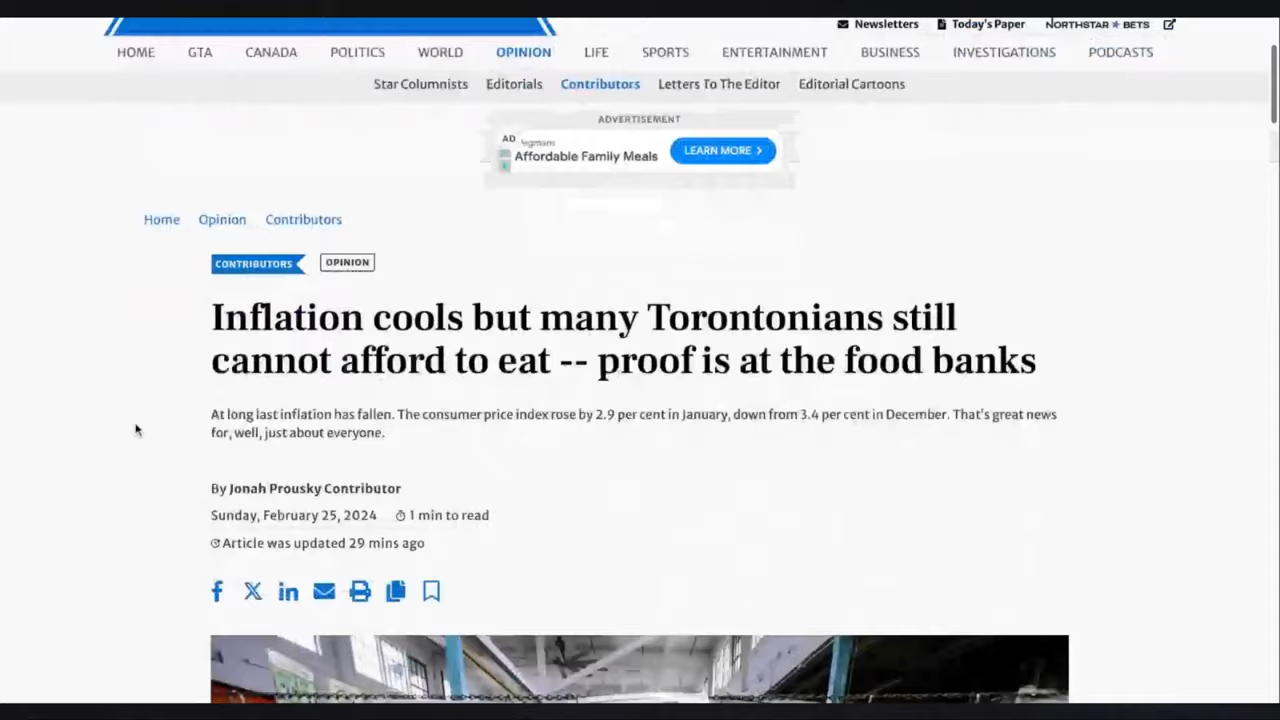 Newsletters Today's Paper NORTHSTAR BETS
HOME GTA CANADA POLITICS WORLD OPINION LIFE SPORTS ENTERTAINMENT BUSINESS INVESTIGATIONS PODCASTS
Star Columnists Editorials Contributors Letters To The Editor Editorial Cartoons
ADVERTISEMENT
AD
Affordable Family Meals LEARN MORE >
Home Opinion Contributors
CONTRIBUTORS OPINION
Inflation cools but many Torontonians still
cannot afford to eat -- proof is at the food banks
At long last inflation has fallen. The consumer price index rose by 2.9 per cent in January, down from 3.4 per cent in December. That's great news
for, well, just about everyone.
By Jonah Prousky Contributor
Sunday, February 25, 2024 1 min to read
Article was updated 29 mins ago